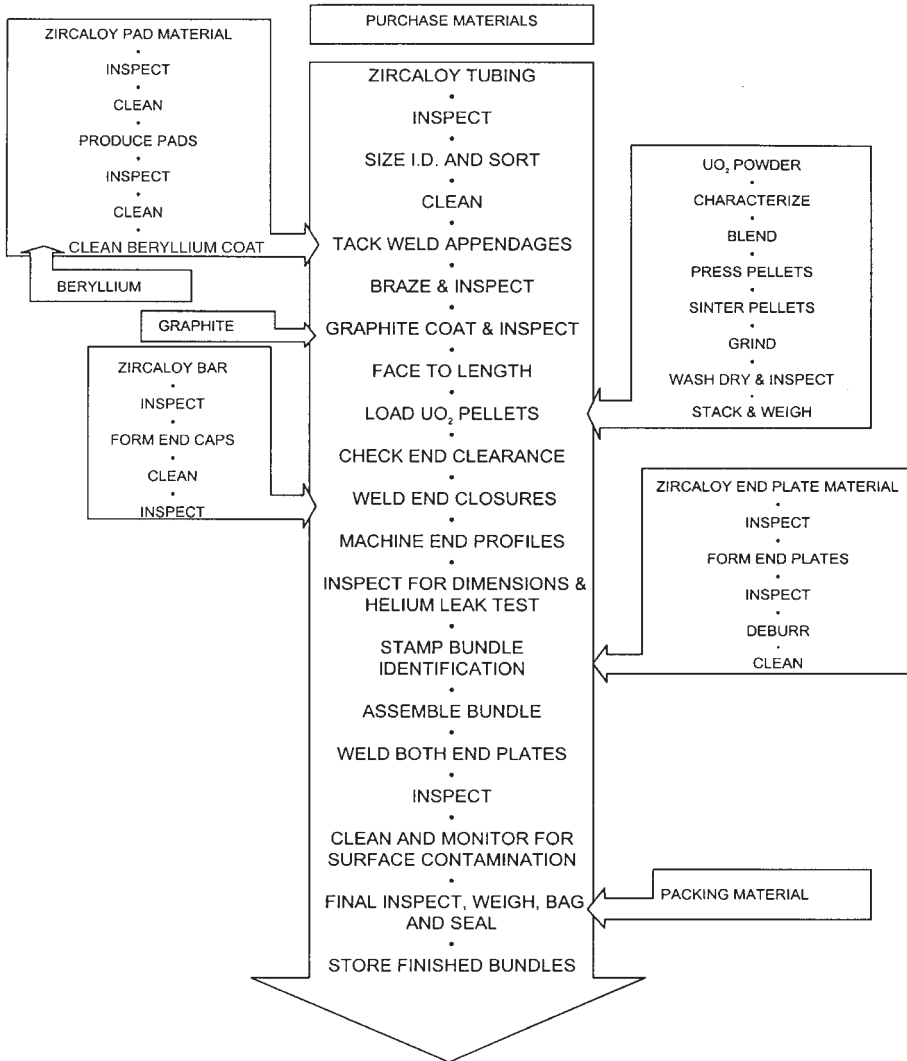 PURCHASE MATERIALS
ZIRCALOY PAD MATERIAL
INSPECT
CLEAN
PRODUCE PADS
INSPECT
CLEAN
CLEAN BERYLLIUM COAT
BERYLLIUM
GRAPHITE
ZIRCALOY BAR
INSPECT
FORM END CAPS
CLEAN
INSPECT
ZIRCALOY TUBING
INSPECT
SIZE I.D. AND SORT
CLEAN
TACK WELD APPENDAGES
BRAZE & INSPECT
GRAPHITE COAT & INSPECT
FACE TO LENGTH
LOAD UO₂ PELLETS
CHECK END CLEARANCE
WELD END CLOSURES
MACHINE END PROFILES
INSPECT FOR DIMENSIONS &
HELIUM LEAK TEST
STAMP BUNDLE
IDENTIFICATION
ASSEMBLE BUNDLE
WELD BOTH END PLATES
INSPECT
CLEAN AND MONITOR FOR
SURFACE CONTAMINATION
FINAL INSPECT, WEIGH, BAG
AND SEAL
STORE FINISHED BUNDLES
UO₂ POWDER
CHARACTERIZE
BLEND
PRESS PELLETS
SINTER PELLETS
GRIND
WASH DRY & INSPECT
STACK & WEIGH
ZIRCALOY END PLATE MATERIAL
INSPECT
FORM END PLATES
INSPECT
DEBURR
CLEAN
PACKING MATERIAL